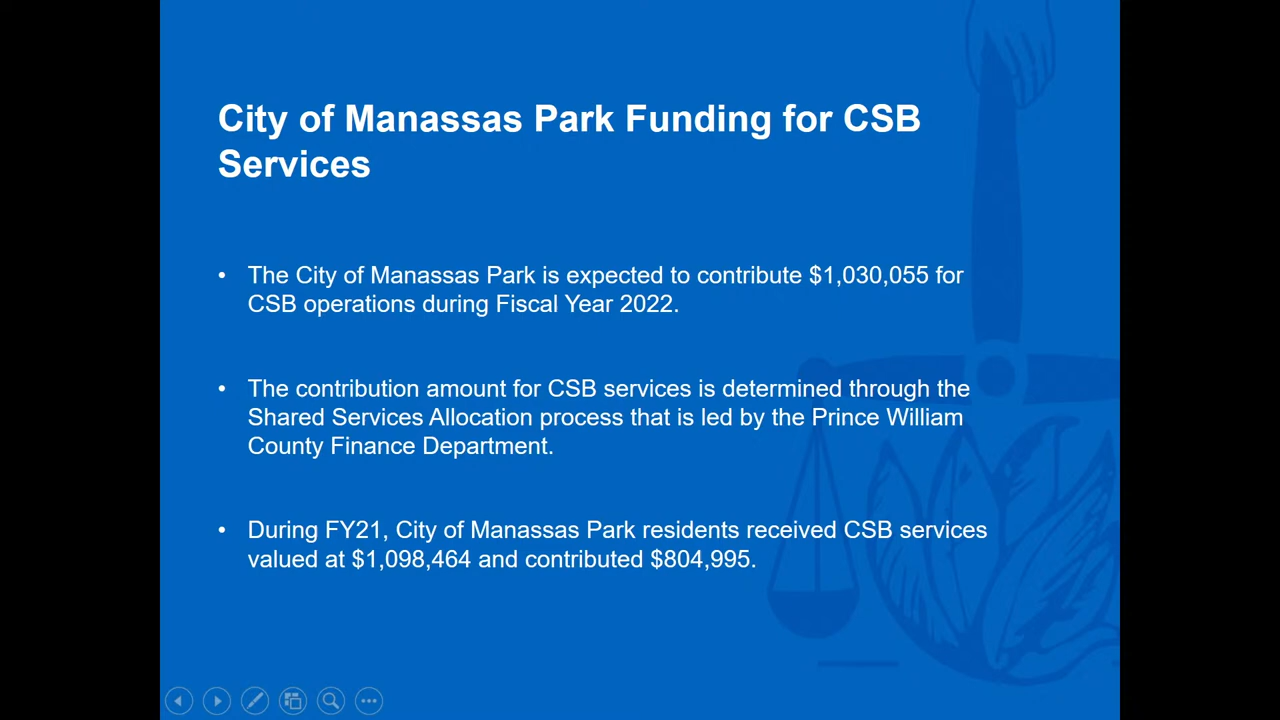 City of Manassas Park Funding for CSB
Services
• The City of Manassas Park is expected to contribute $1,030,055 for
CSB operations during Fiscal Year 2022.
• The contribution amount for CSB services is determined through the
Shared Services Allocation process that is led by the Prince William
County Finance Department.
• During FY21, City of Manassas Park residents received CSB services
valued at $1,098,464 and contributed $804,995.